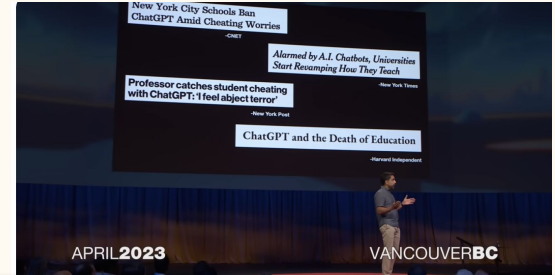 New York City Schools Ban
ChatGPT Amid Cheating Worries
-CNET
Alarmed by A.I. Chatbots, Universities
Start Revamping How They Teach
-New York Times
Professor catches student cheating
with ChatGPT: 'I feel abject terror'
-New York Post
ChatGPT and the Death of Education
-Harvard Independent
APRIL2023
VANCOUVERBC